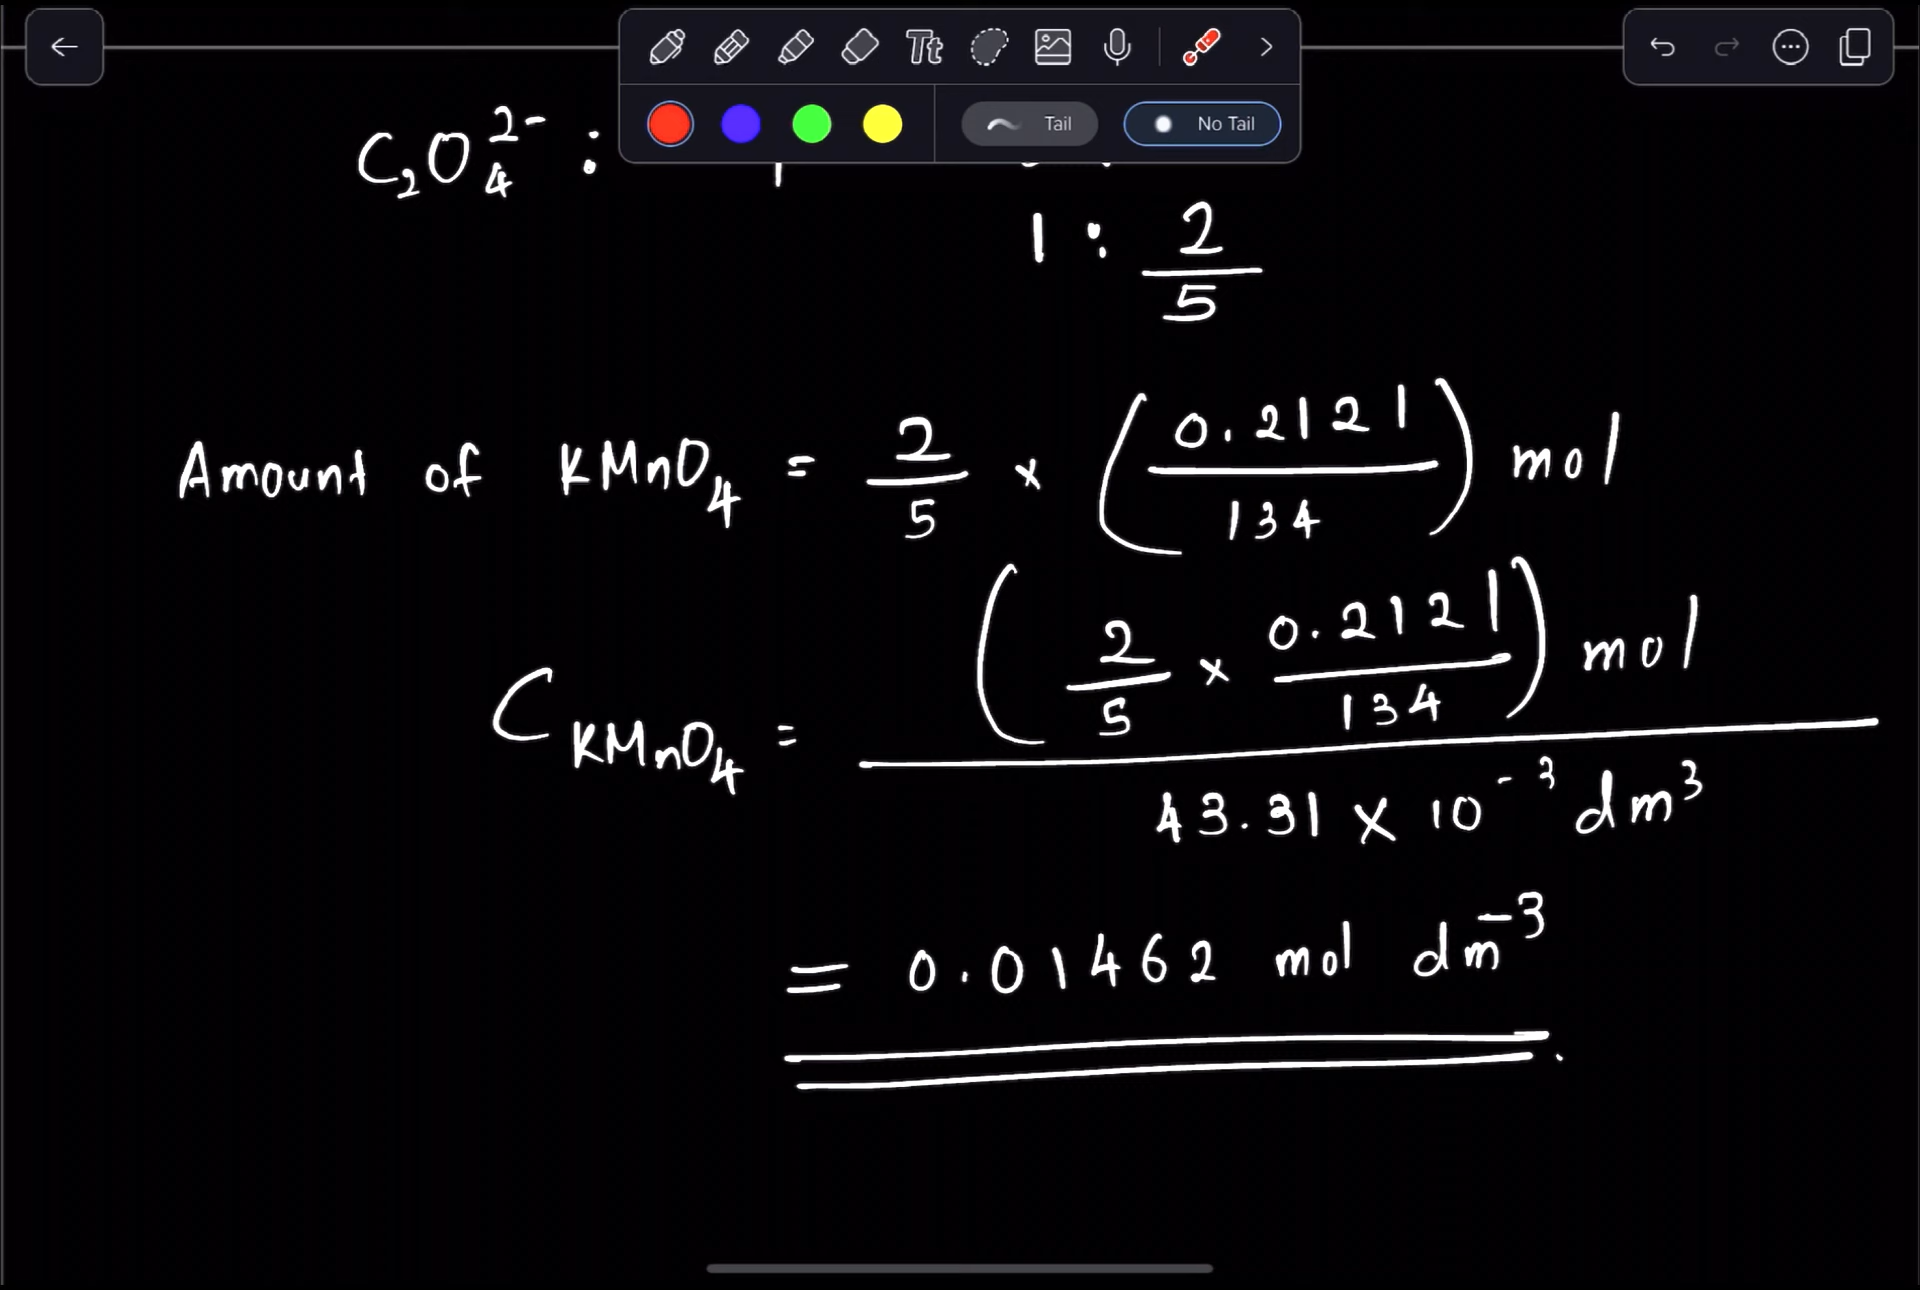 Tt
Tail No Tail
C₂O₄²⁻ :
1 : 2/5
Amount of KMnO₄ = 2/5 × (0.2121/134) mol
C KMnO₄ = (2/5 × 0.2121/134) mol / 43.31 × 10⁻³ dm³
= 0.01462 mol dm⁻³